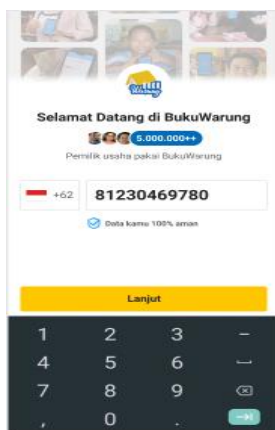 Warung
Selamat Datang di BukuWarung
5.000.000++
Pemilik usaha pakai BukuWarung
+62 81230469780
Data kamu 100% aman
Lanjut
1 2 3 -
4 5 6
7 8 9
, 0 .